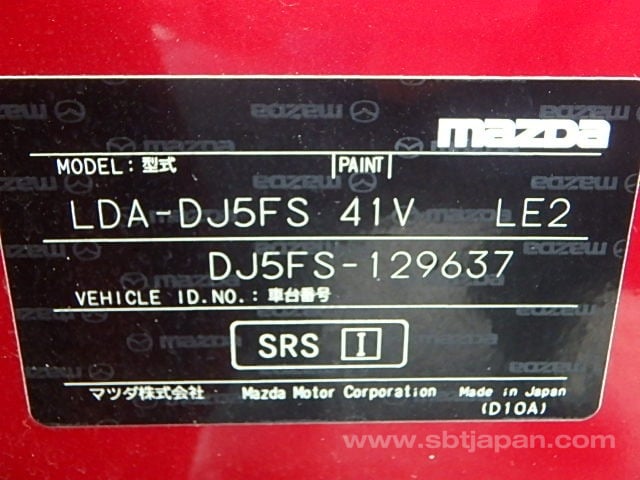 mazda
MODEL: 型式 PAINT
LDA-DJ5FS 41V LE2
DJ5FS-129637
VEHICLE ID.NO.: 車台番号
SRS I
マツダ株式会社 Mazda Motor Corporation Made in Japan
(D10A)
www.sbtjapan.com